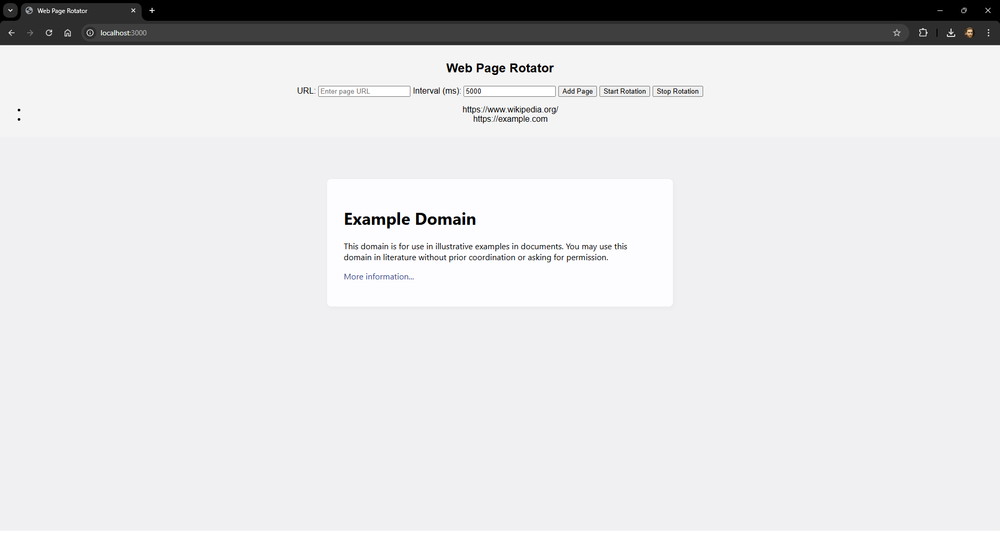 Web Page Rotator
localhost:3000
Web Page Rotator
URL: Enter page URL Interval (ms): 5000 Add Page Start Rotation Stop Rotation
https://www.wikipedia.org/
https://example.com
Example Domain
This domain is for use in illustrative examples in documents. You may use this
domain in literature without prior coordination or asking for permission.
More information...